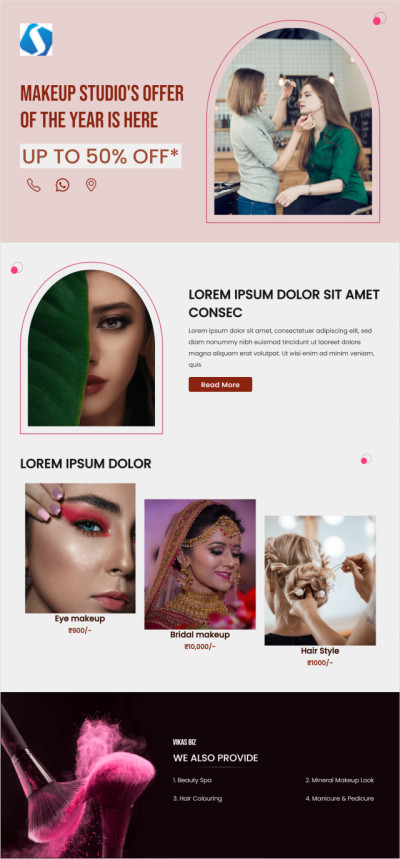 MAKEUP STUDIO'S OFFER
OF THE YEAR IS HERE
UP TO 50% OFF*
LOREM IPSUM DOLOR SIT AMET
CONSEC
Lorem ipsum dolor sit amet, consectetuer adipiscing elit, sed
diam nonummy nibh euismod tincidunt ut laoreet dolore
magna aliquam erat volutpat. Ut wisi enim ad minim veniam,
quis
Read More
LOREM IPSUM DOLOR
Eye makeup
₹900/-
Bridal makeup
₹10,000/-
Hair Style
₹1000/-
VIKAS BIZ
WE ALSO PROVIDE
1. Beauty Spa
2. Mineral Makeup Look
3. Hair Colouring
4. Manicure & Pedicure